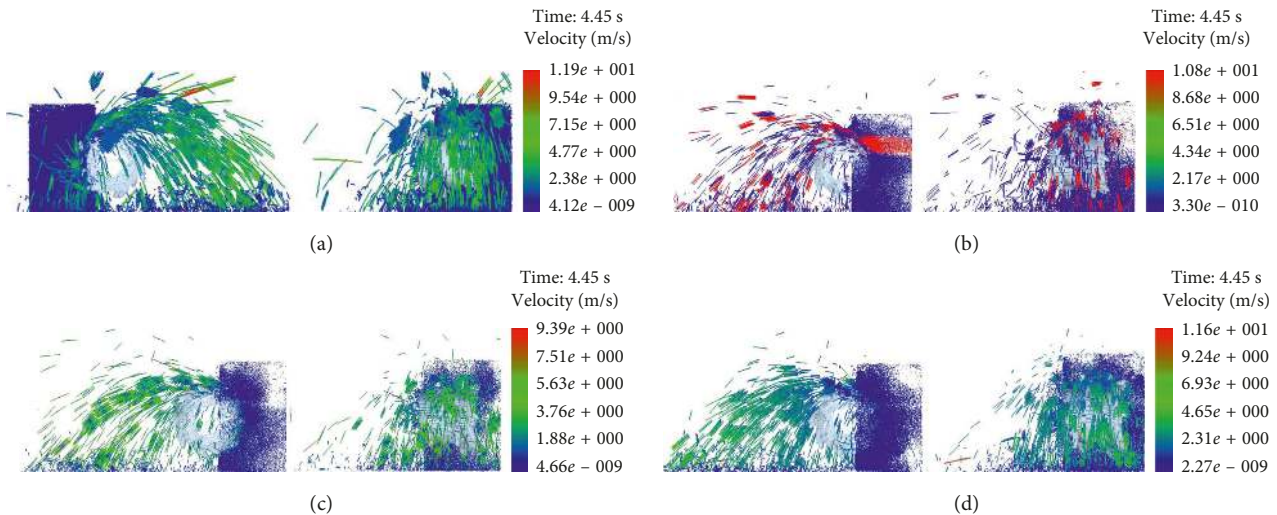 Time: 4.45 s
Velocity (m/s)
1.19e + 001
9.54e + 000
7.15e + 000
4.77e + 000
2.38e + 000
4.12e – 009
(a)
Time: 4.45 s
Velocity (m/s)
1.08e + 001
8.68e + 000
6.51e + 000
4.34e + 000
2.17e + 000
3.30e – 010
(b)
Time: 4.45 s
Velocity (m/s)
9.39e + 000
7.51e + 000
5.63e + 000
3.76e + 000
1.88e + 000
4.66e – 009
(c)
Time: 4.45 s
Velocity (m/s)
1.16e + 001
9.24e + 000
6.93e + 000
4.65e + 000
2.31e + 000
2.27e – 009
(d)